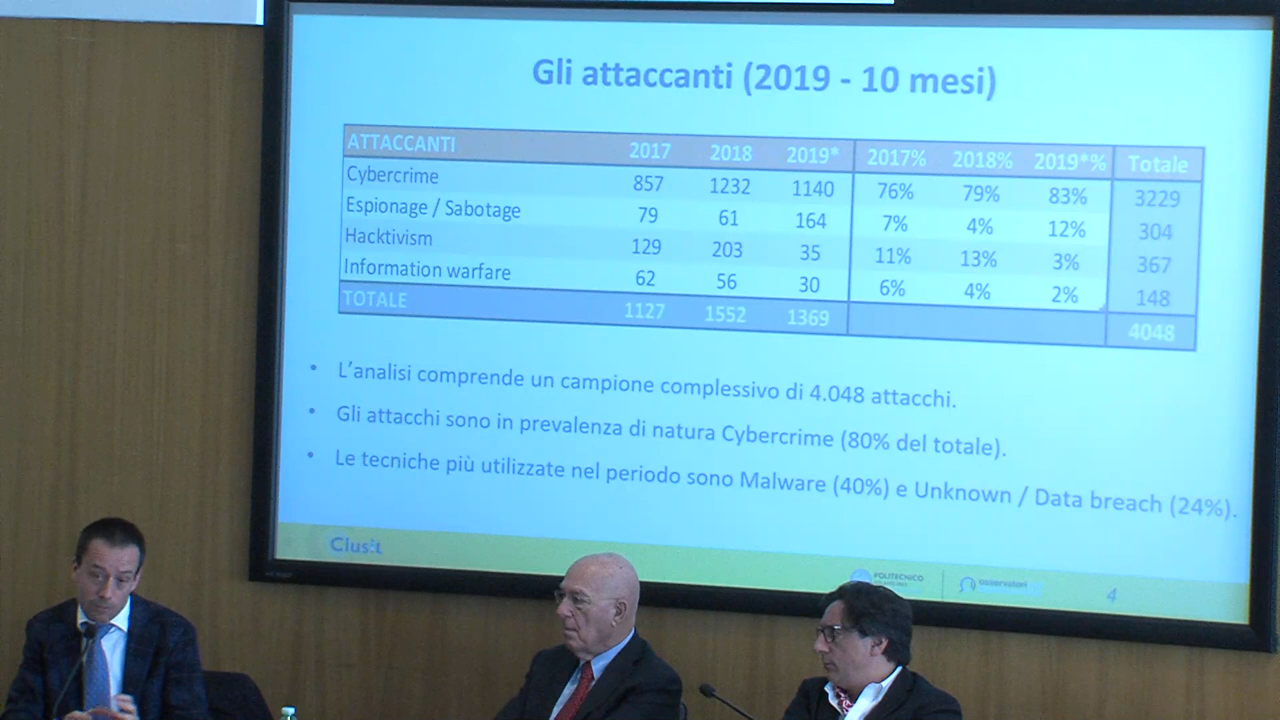 Gli attaccanti (2019 - 10 mesi)
ATTACCANTI 2017 2018 2019* 2017% 2018% 2019*% Totale
Cybercrime 857 1232 1140 76% 79% 83% 3229
Espionage / Sabotage 79 61 164 7% 4% 12% 304
Hacktivism 129 203 35 11% 13% 3% 367
Information warfare 62 56 30 6% 4% 2% 148
TOTALE 1127 1552 1369 4048
• L'analisi comprende un campione complessivo di 4.048 attacchi.
• Gli attacchi sono in prevalenza di natura Cybercrime (80% del totale).
• Le tecniche più utilizzate nel periodo sono Malware (40%) e Unknown / Data breach (24%).
Clusit
POLITECNICO
osservatori
4